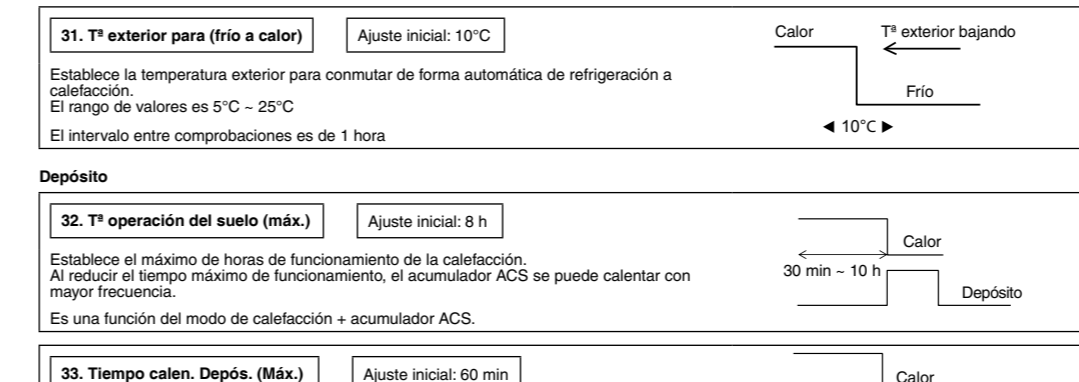 31. Tª exterior para (frío a calor)
Ajuste inicial: 10°C
Establece la temperatura exterior para conmutar de forma automática de refrigeración a
calefacción.
El rango de valores es 5°C ~ 25°C
El intervalo entre comprobaciones es de 1 hora
Calor
Tª exterior bajando
Frío
◀ 10°C ▶
Depósito
32. Tª operación del suelo (máx.)
Ajuste inicial: 8 h
Establece el máximo de horas de funcionamiento de la calefacción.
Al reducir el tiempo máximo de funcionamiento, el acumulador ACS se puede calentar con
mayor frecuencia.
Es una función del modo de calefacción + acumulador ACS.
Calor
30 min ~ 10 h
Depósito
33. Tiempo calen. Depós. (Máx.)
Ajuste inicial: 60 min
Calor